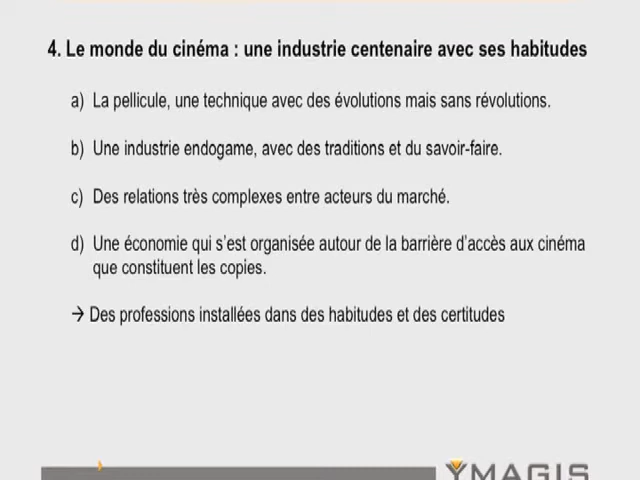 4. Le monde du cinéma : une industrie centenaire avec ses habitudes
a) La pellicule, une technique avec des évolutions mais sans révolutions.
b) Une industrie endogame, avec des traditions et du savoir-faire.
c) Des relations très complexes entre acteurs du marché.
d) Une économie qui s'est organisée autour de la barrière d'accès aux cinéma
que constituent les copies.
→ Des professions installées dans des habitudes et des certitudes
YMAGIS